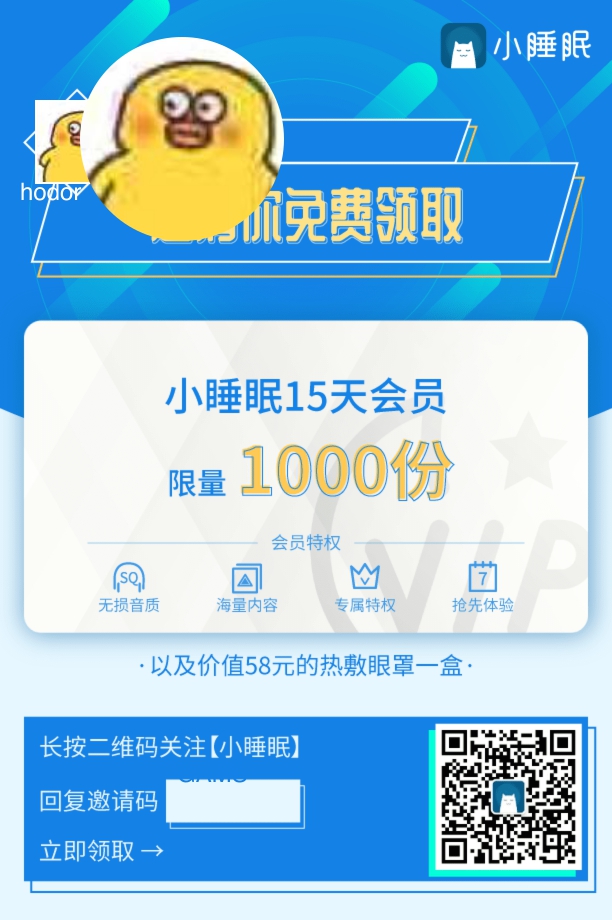 小睡眠
hodor
你免费领取
小睡眠15天会员
限量 1000份
会员特权
SQ
无损音质
海量内容
专属特权
7
抢先体验
VIP
·以及价值58元的热敷眼罩一盒·
长按二维码关注【小睡眠】
回复邀请码
立即领取 →